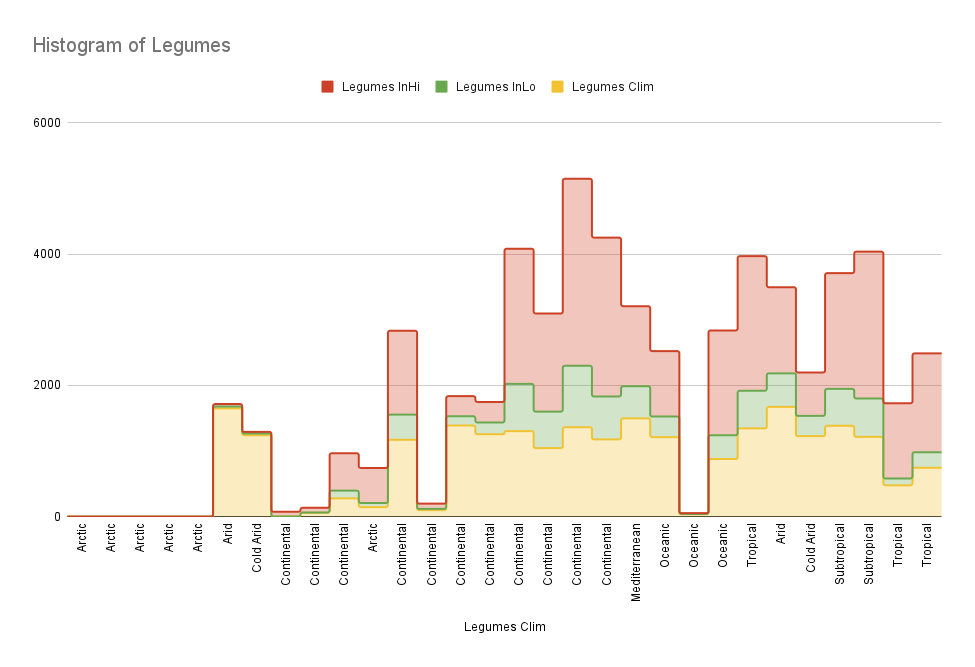 Histogram of Legumes
Legumes InHi
Legumes InLo
Legumes Clim
6000
4000
2000
0
Arctic
Arctic
Arctic
Arctic
Arctic
Arid
Cold Arid
Continental
Continental
Continental
Arctic
Continental
Continental
Continental
Continental
Continental
Continental
Continental
Continental
Mediterranean
Oceanic
Oceanic
Oceanic
Tropical
Arid
Cold Arid
Subtropical
Subtropical
Tropical
Tropical
Legumes Clim